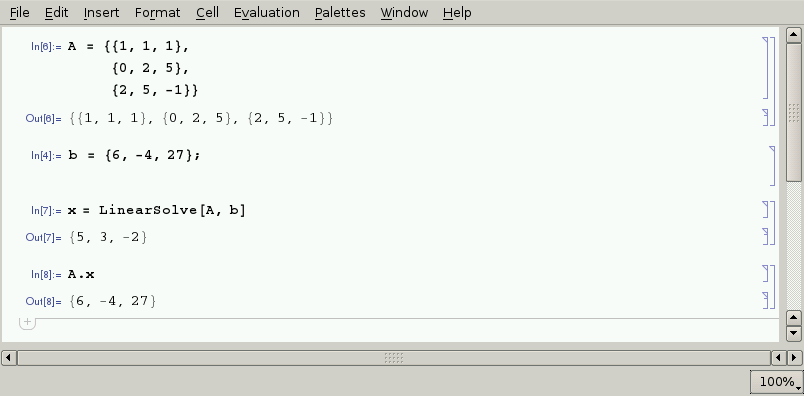 File Edit Insert Format Cell Evaluation Palettes Window Help
In[6]:= A = {{1, 1, 1},
{0, 2, 5},
{2, 5, -1}}
Out[6]= {{1, 1, 1}, {0, 2, 5}, {2, 5, -1}}
In[4]:= b = {6, -4, 27};
In[7]:= x = LinearSolve[A, b]
Out[7]= {5, 3, -2}
In[8]:= A.x
Out[8]= {6, -4, 27}
100%